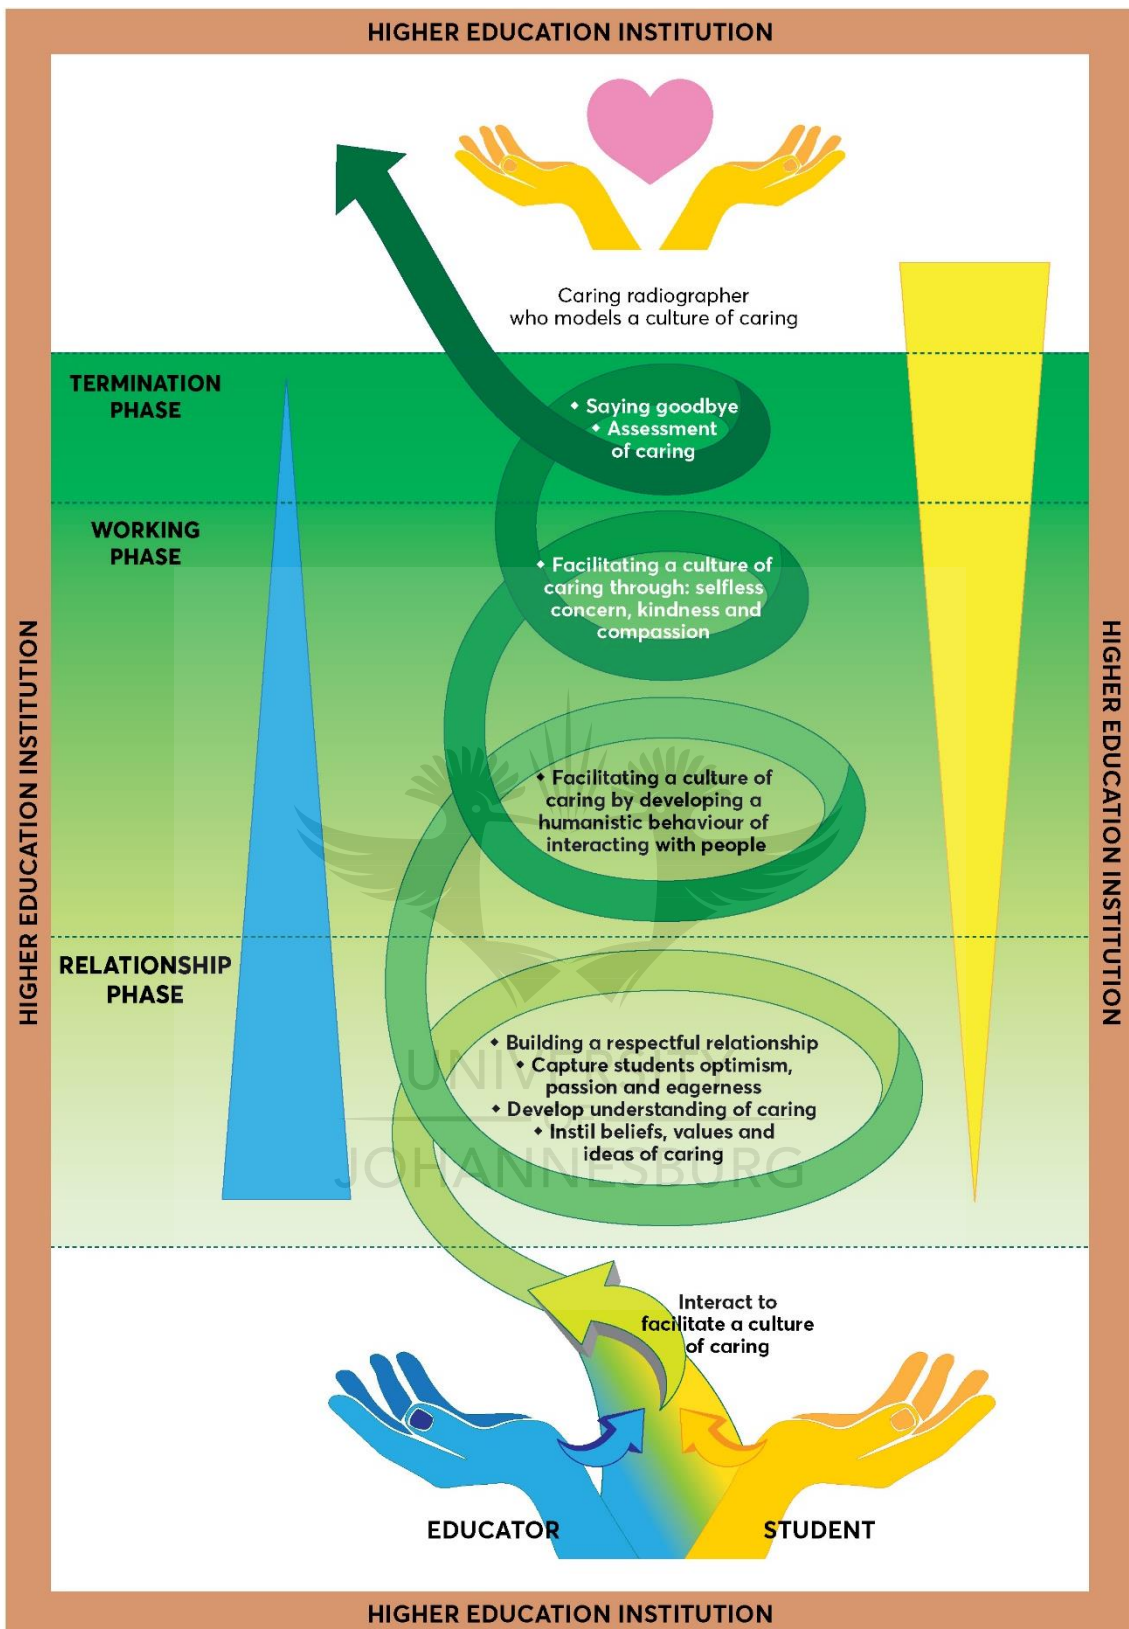 HIGHER EDUCATION INSTITUTION
Caring radiographer
who models a culture of caring
TERMINATION
PHASE
◆ Saying goodbye
◆ Assessment
of caring
WORKING
PHASE
◆ Facilitating a culture of
caring through: selfless
concern, kindness and
compassion
HIGHER EDUCATION INSTITUTION
HIGHER EDUCATION INSTITUTION
◆ Facilitating a culture of
caring by developing a
humanistic behaviour of
interacting with people
RELATIONSHIP
PHASE
◆ Building a respectful relationship
◆ Capture students optimism,
passion and eagerness
◆ Develop understanding of caring
◆ Instil beliefs, values and
ideas of caring
UNIVERSITY
OF
JOHANNESBURG
Interact to
facilitate a culture
of caring
EDUCATOR
STUDENT
HIGHER EDUCATION INSTITUTION